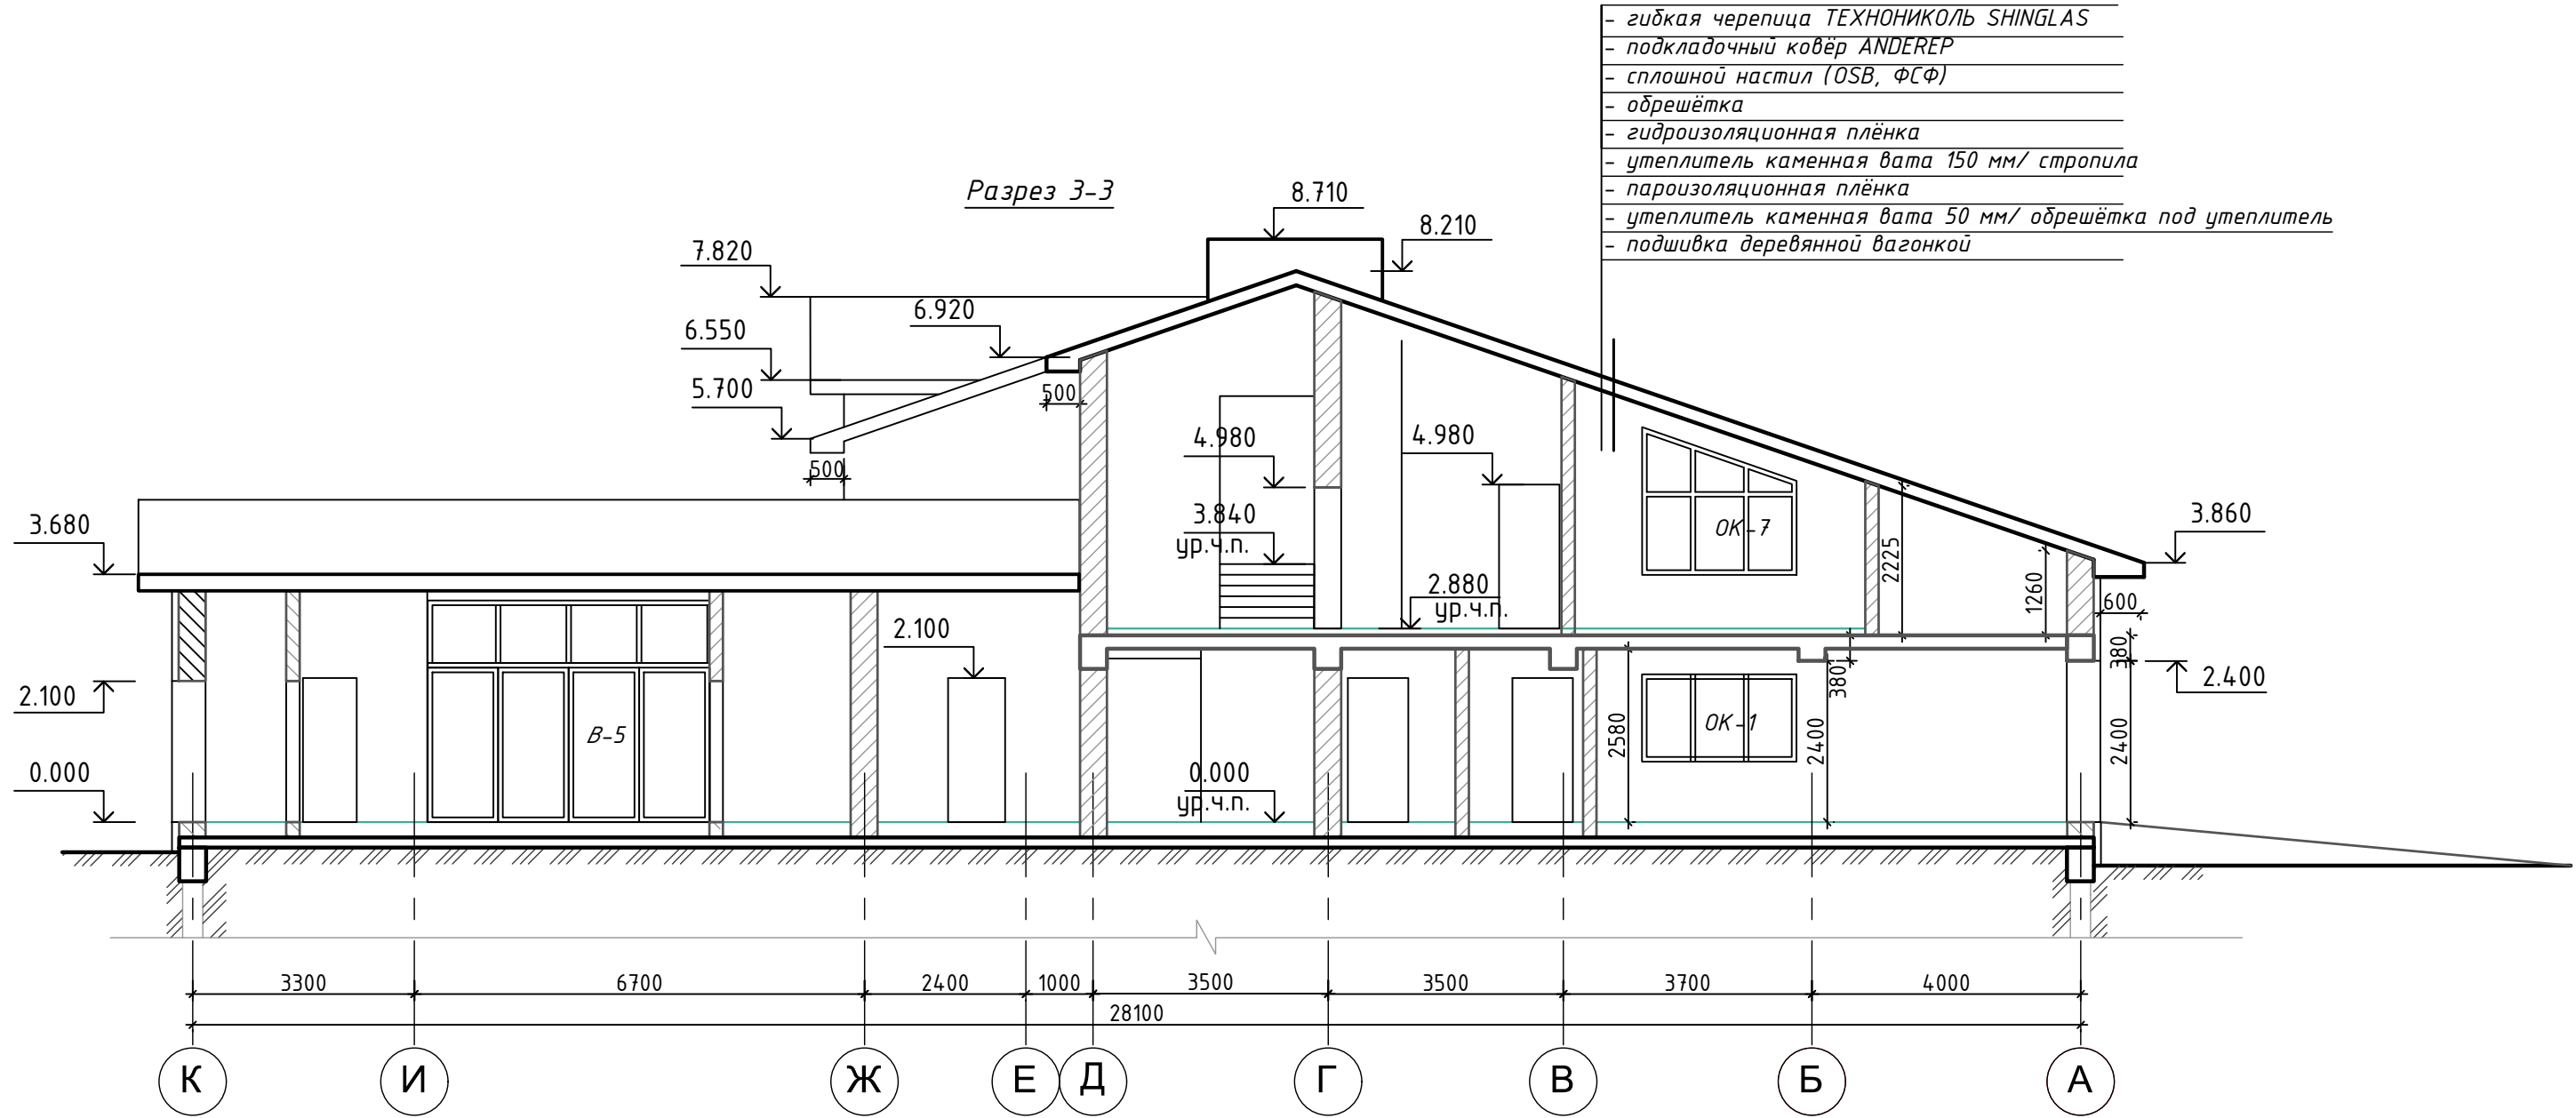 - гибкая черепица ТЕХНОНИКОЛЬ SHINGLAS
- подкладочный ковёр ANDEREP
- сплошной настил (OSB, ФСФ)
- обрешётка
- гидроизоляционная плёнка
- утеплитель каменная вата 150 мм/ стропила
- пароизоляционная плёнка
- утеплитель каменная вата 50 мм/ обрешётка под утеплитель
- подшивка деревянной вагонкой
Разрез 3-3
8.710
8.210
7.820
6.920
6.550
5.700
500
500
4.980
4.980
3.840
ур.ч.п.
3.680
3.860
ОК-7
2225
1260
600
2.880
ур.ч.п.
2.100
380
380
2.400
2.100
В-5
ОК-1
2580
2400
2400
0.000
0.000
ур.ч.п.
3300
6700
2400
1000
3500
3500
3700
4000
28100
К
И
Ж
Е
Д
Г
В
Б
А